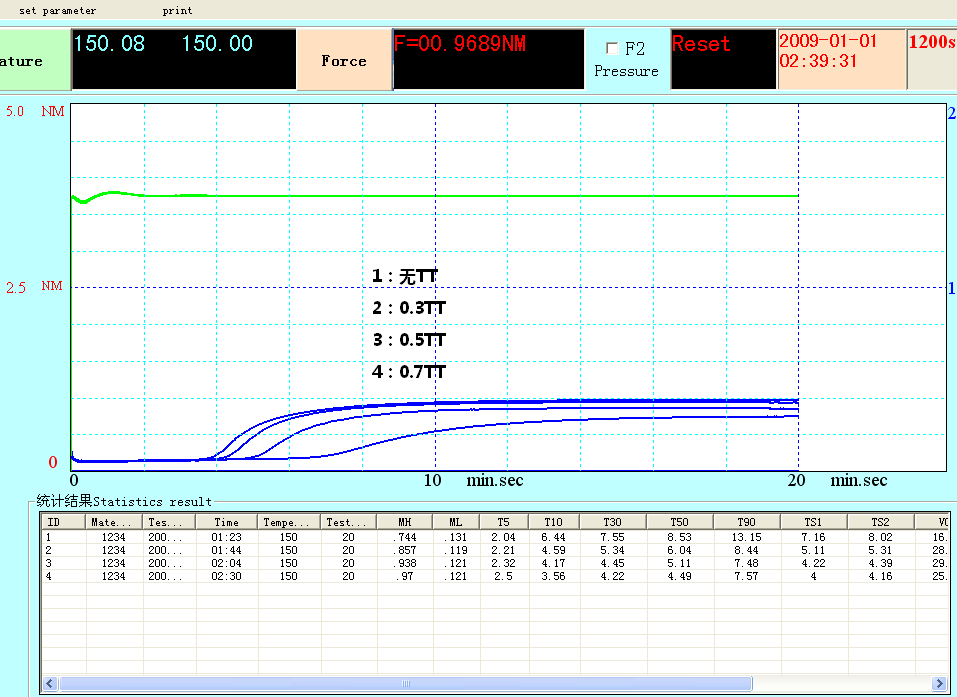 set parameter print
ature 150.08 150.00 Force F=00.9689NM F2 Pressure Reset 2009-01-01 02:39:31 1200s
5.0 NM 2
1：无TT
2.5 NM 1
2：0.3TT
3：0.5TT
4：0.7TT
0
0 10 min.sec 20 min.sec
统计结果Statistics result
ID Mate... Tes... Time Tempe... Test... MH ML T5 T10 T30 T50 T90 TS1 TS2 VC
1 1234 200... 01:23 150 20 .744 .131 2.04 6.44 7.55 8.53 13.15 7.16 8.02 16.
2 1234 200... 01:44 150 20 .857 .119 2.21 4.59 5.34 6.04 8.44 5.11 5.31 28.
3 1234 200... 02:04 150 20 .938 .121 2.32 4.17 4.45 5.11 7.48 4.22 4.39 29.
4 1234 200... 02:30 150 20 .97 .121 2.5 3.56 4.22 4.49 7.57 4 4.16 25.